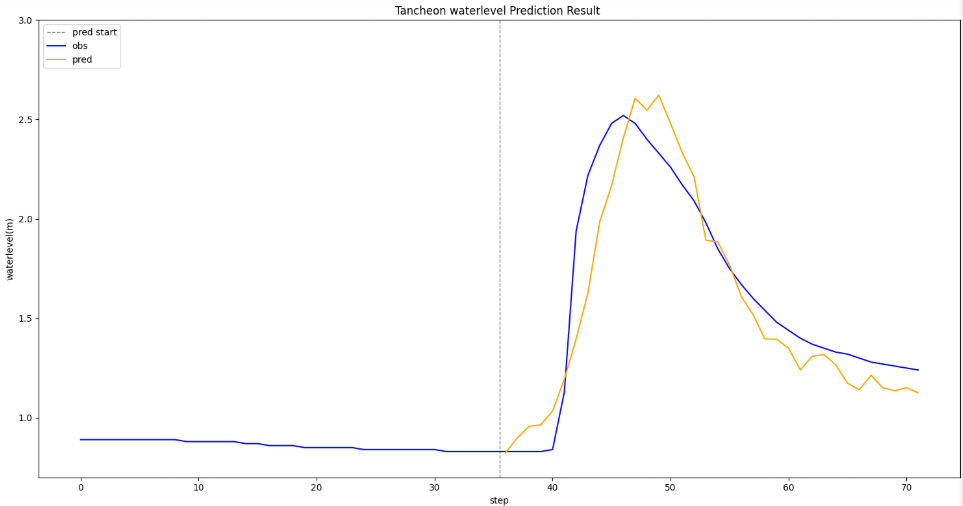 Tancheon waterlevel Prediction Result
pred start
obs
pred
waterlevel(m)
3.0
2.5
2.0
1.5
1.0
0 10 20 30 40 50 60 70
step